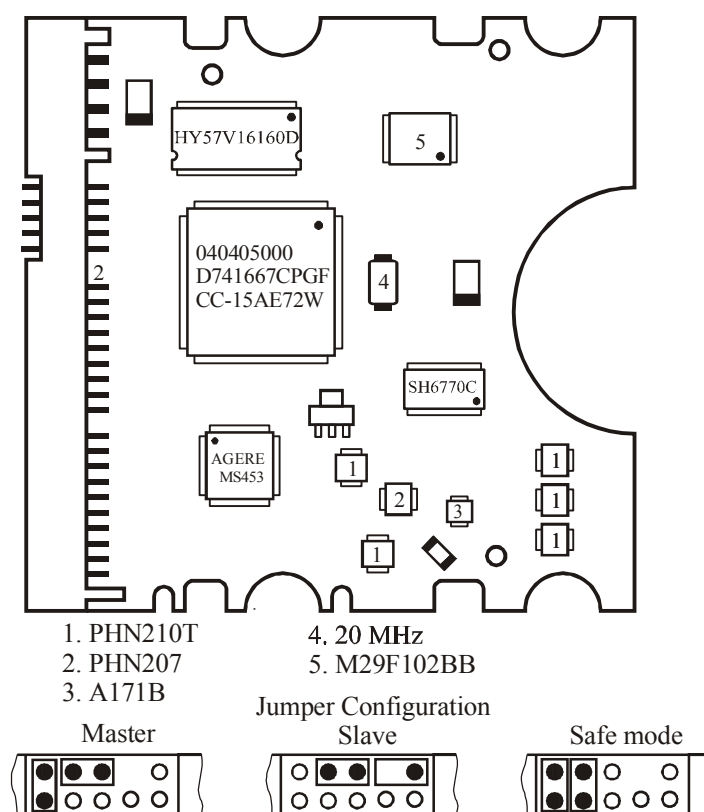 HY57V16160D
5
040405000
D741667CPGF
CC-15AE72W
2
4
SH6770C
AGERE
MS453
1
1
2
1
3
1
1
1. PHN210T
2. PHN207
3. A171B
4. 20 MHz
5. M29F102BB
Jumper Configuration
Master
Slave
Safe mode